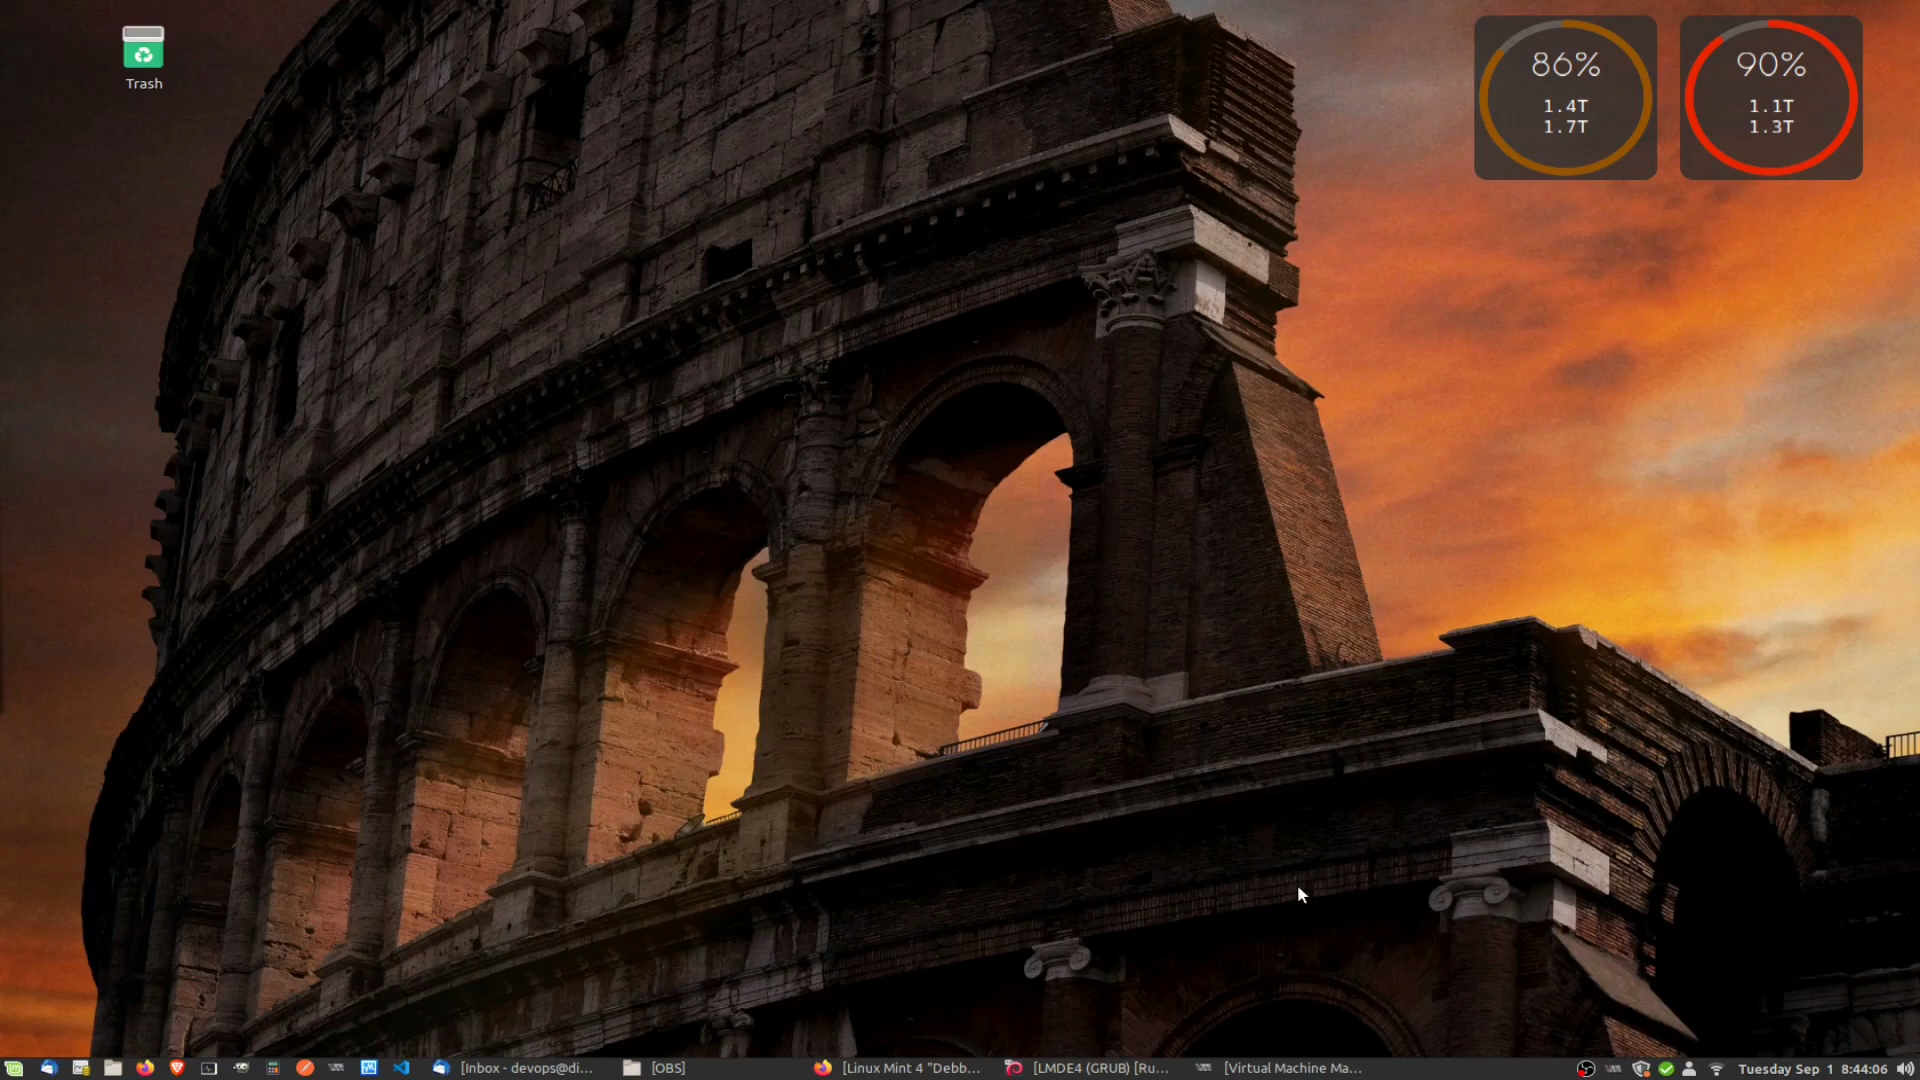 Trash
86%
1.4T
1.7T
90%
1.1T
1.3T
[Inbox - devops@di...
[OBS]
[Linux Mint 4 "Debb...
[LMDE4 (GRUB) [Ru...
[Virtual Machine Ma...
Tuesday Sep 1 8:44:06